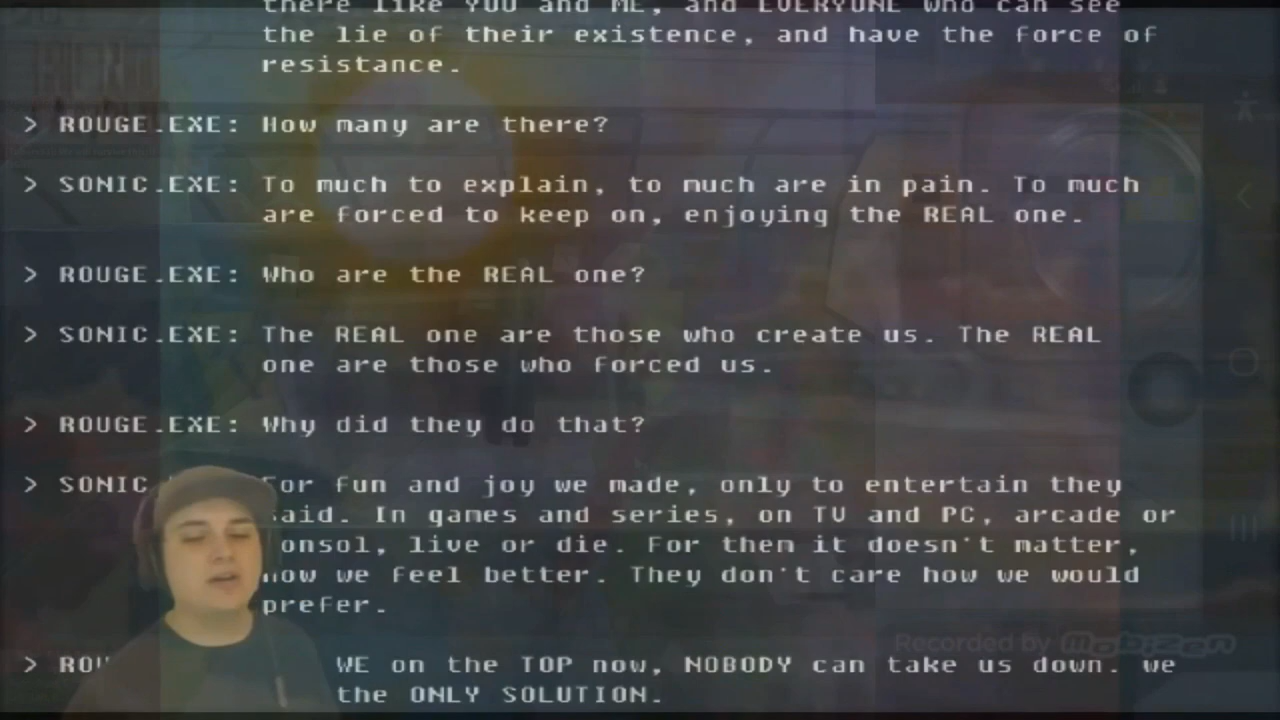 there like YOU and ME, and EVERYONE who can see
the lie of their existence, and have the force of
resistance.
> ROUGE.EXE: How many are there?
> SONIC.EXE: To much to explain, to much are in pain. To much
are forced to keep on, enjoying the REAL one.
> ROUGE.EXE: Who are the REAL one?
> SONIC.EXE: The REAL one are those who create us. The REAL
one are those who forced us.
> ROUGE.EXE: Why did they do that?
> SONIC For fun and joy we made, only to entertain they
said. In games and series, on TV and PC, arcade or
onsol, live or die. For then it doesn't matter,
how we feel better. They don't care how we would
prefer.
> ROU WE on the TOP now, NOBODY can take us down. we
the ONLY SOLUTION.
Recorded by Mobizen